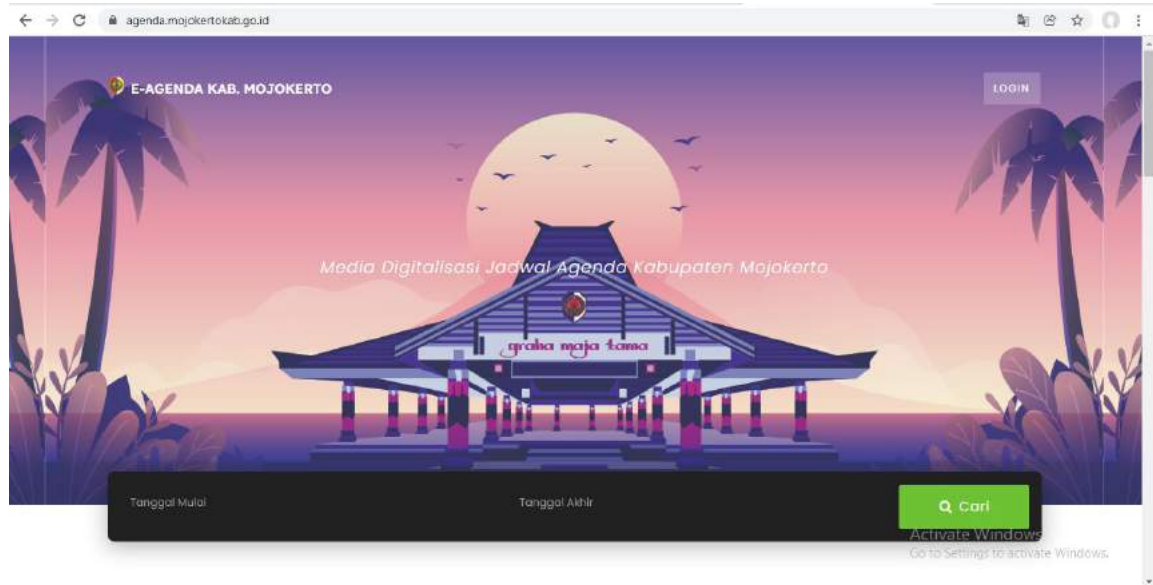 agenda.mojokertokab.go.id
E-AGENDA KAB. MOJOKERTO
LOGIN
Media Digitalisasi Jadwal Agenda Kabupaten Mojokerto
graha maja tama
Tanggal Mulai
Tanggal Akhir
Cari
Activate Windows
Go to Settings to activate Windows.